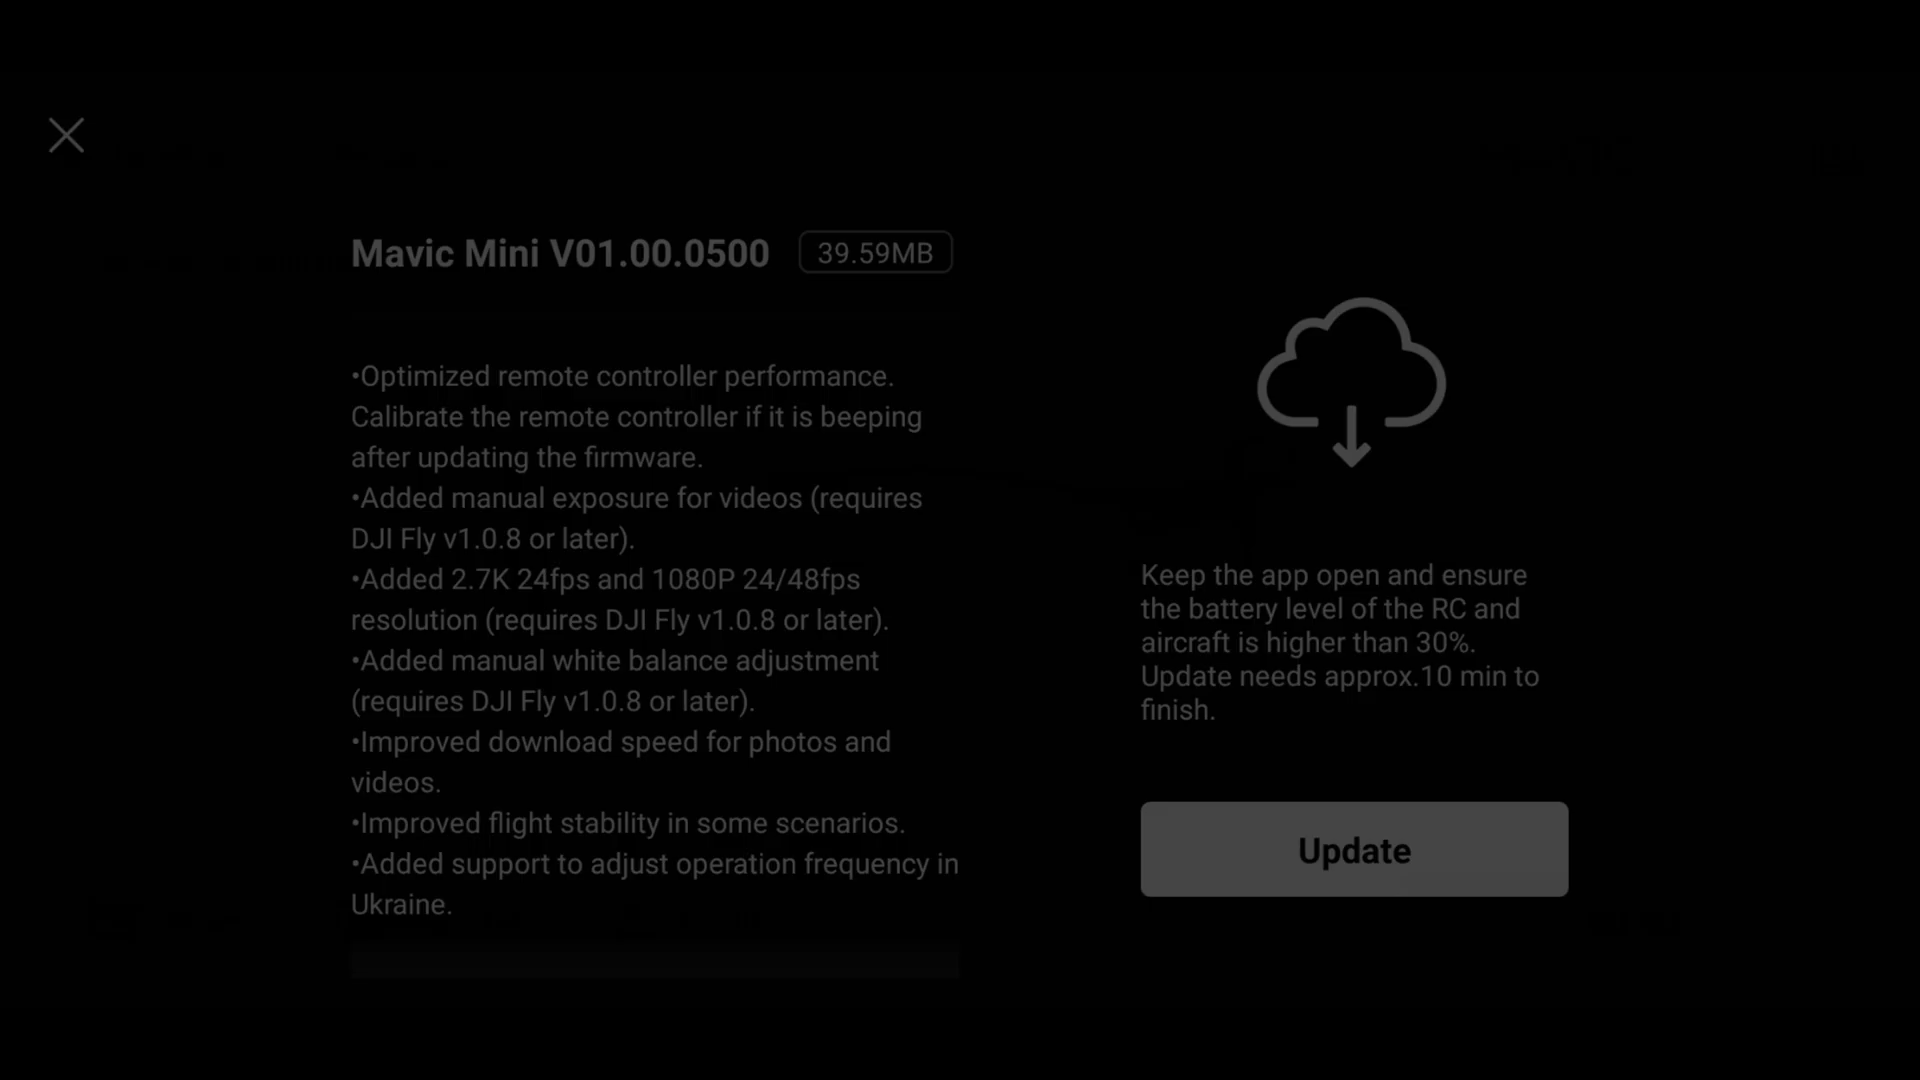 Mavic Mini V01.00.0500 39.59MB
•Optimized remote controller performance.
Calibrate the remote controller if it is beeping
after updating the firmware.
•Added manual exposure for videos (requires
DJI Fly v1.0.8 or later).
•Added 2.7K 24fps and 1080P 24/48fps
resolution (requires DJI Fly v1.0.8 or later).
•Added manual white balance adjustment
(requires DJI Fly v1.0.8 or later).
•Improved download speed for photos and
videos.
•Improved flight stability in some scenarios.
•Added support to adjust operation frequency in
Ukraine.
Keep the app open and ensure
the battery level of the RC and
aircraft is higher than 30%.
Update needs approx.10 min to
finish.
Update